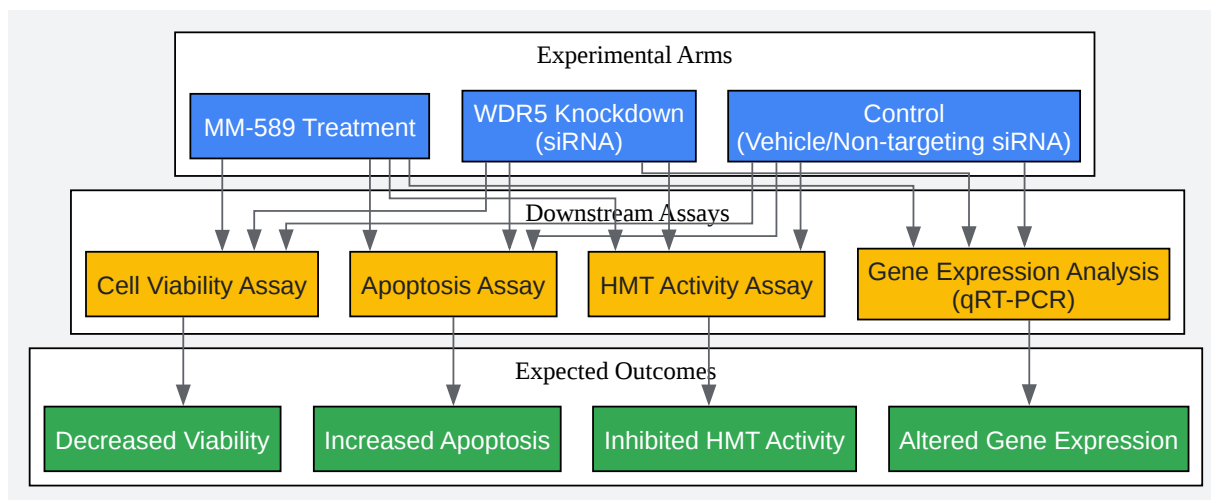 Experimental Arms
MM-589 Treatment
WDR5 Knockdown
(siRNA)
Control
(Vehicle/Non-targeting siRNA)
Downstream Assays
Cell Viability Assay
Apoptosis Assay
HMT Activity Assay
Gene Expression Analysis
(qRT-PCR)
Expected Outcomes
Decreased Viability
Increased Apoptosis
Inhibited HMT Activity
Altered Gene Expression